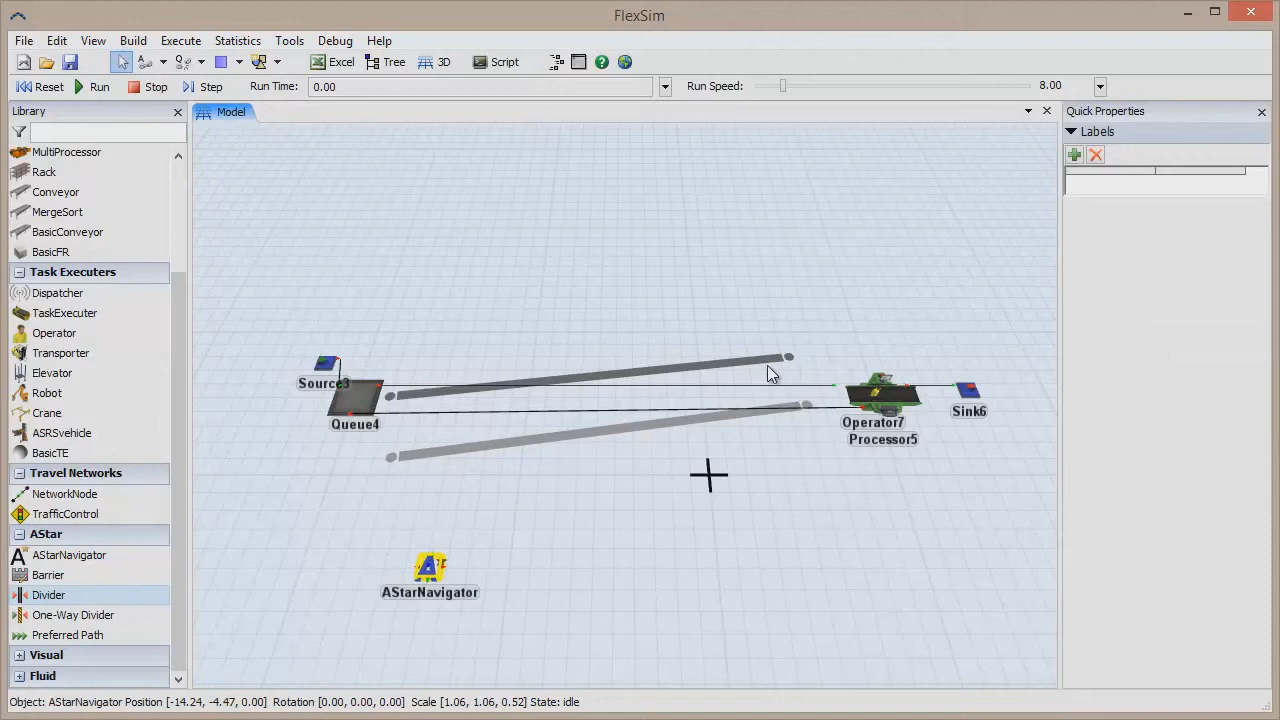 FlexSim
File Edit View Build Execute Statistics Tools Debug Help
Excel Tree 3D Script
Reset Run Stop Step Run Time: 0.00 Run Speed: 8.00
Library
Model
Quick Properties
Labels
MultiProcessor
Rack
Conveyor
MergeSort
BasicConveyor
BasicFR
Task Executers
Dispatcher
TaskExecuter
Operator
Transporter
Elevator
Robot
Crane
ASRSvehicle
BasicTE
Travel Networks
NetworkNode
TrafficControl
AStar
AStarNavigator
Barrier
Divider
One-Way Divider
Preferred Path
Visual
Fluid
Source3
Queue4
Operator7
Processor5
Sink6
A
AStarNavigator
Object: AStarNavigator Position [-14.24, -4.47, 0.00] Rotation [0.00, 0.00, 0.00] Scale [1.06, 1.06, 0.52] State: idle